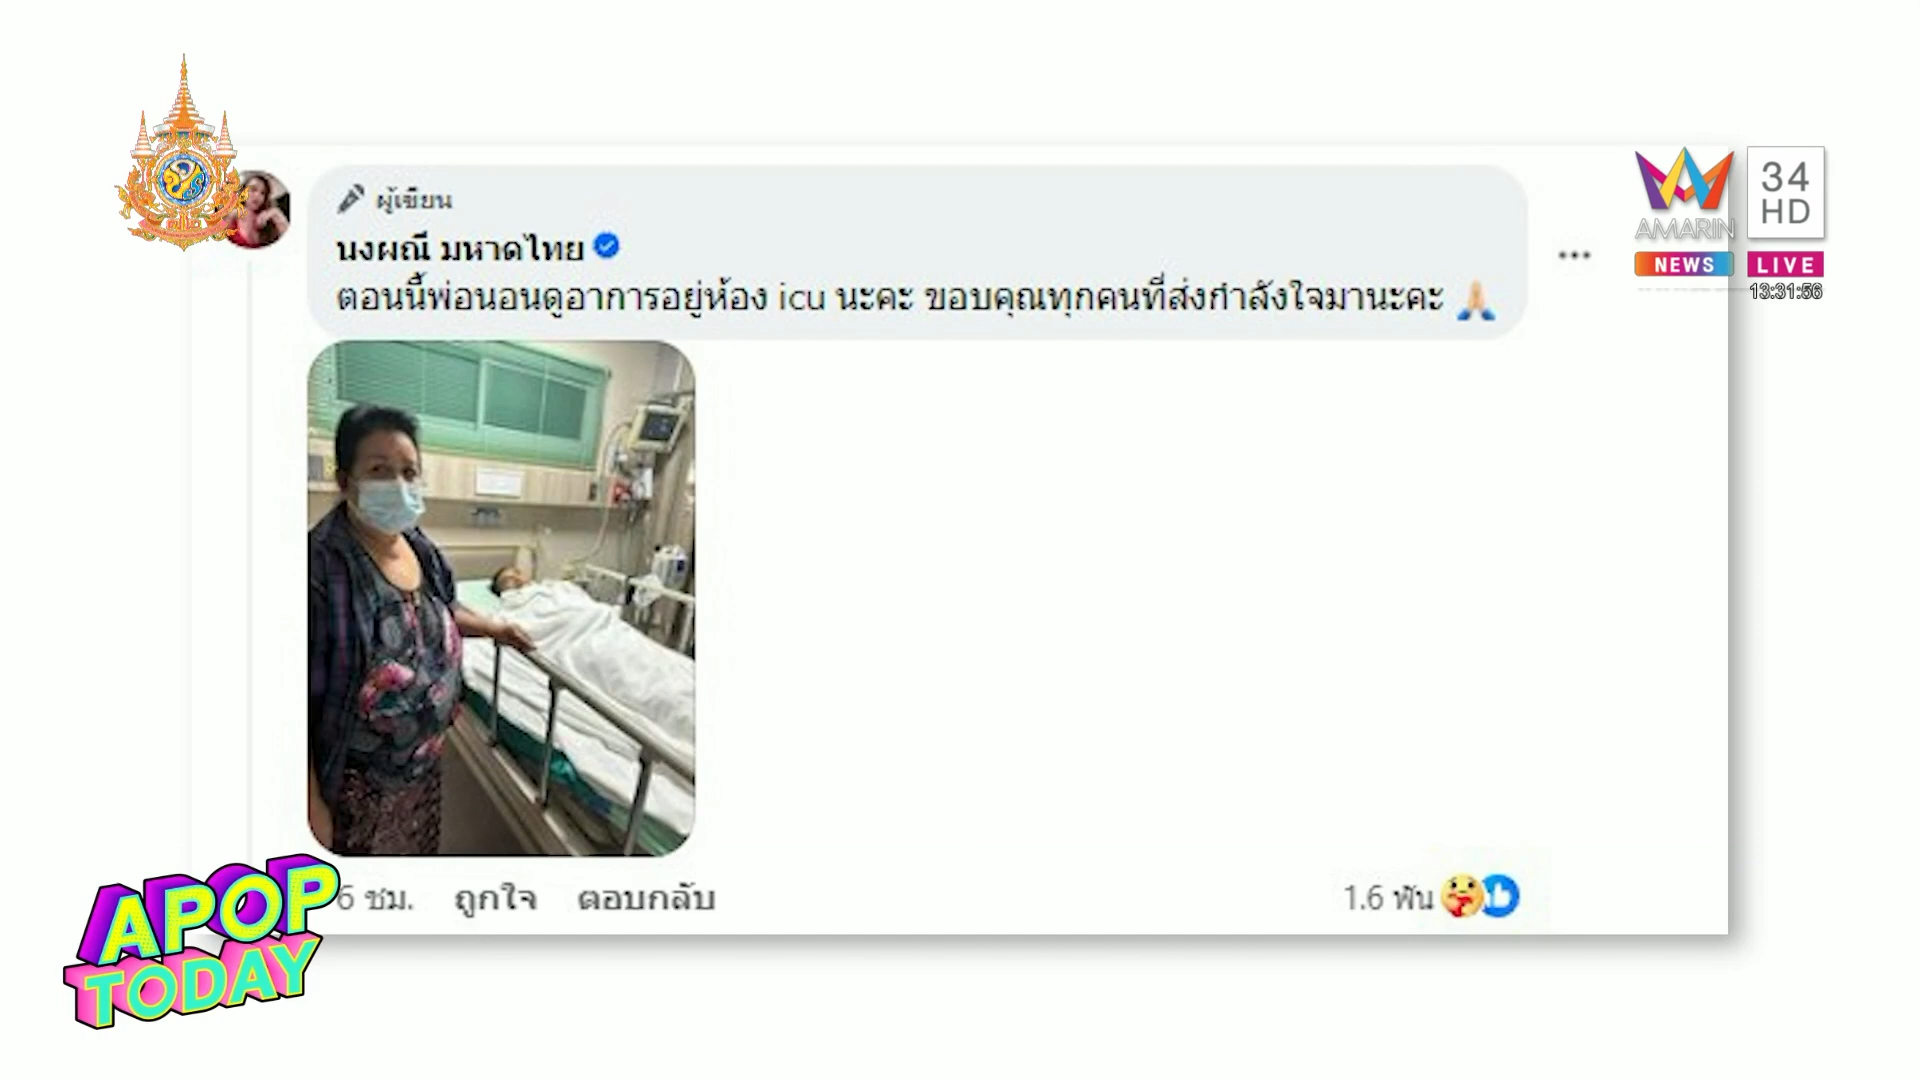 ผู้เขียน
นงผณี มหาดไทย
ตอนนี้พ่อนอนดูอาการอยู่ห้อง icu นะคะ ขอบคุณทุกคนที่ส่งกำลังใจมานะคะ 🙏
6 ชม. ถูกใจ ตอบกลับ
1.6 พัน
AMARIN
34
HD
NEWS
LIVE
13:31:56
APOP
TODAY